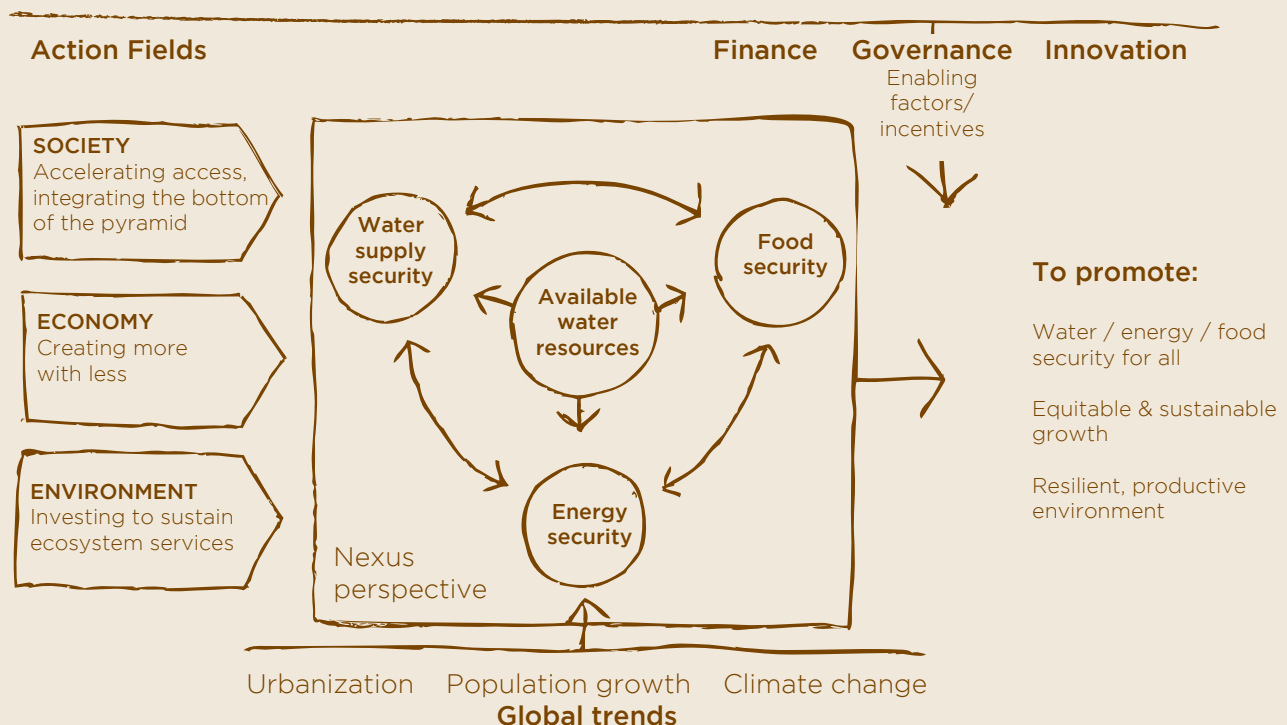 Action Fields
Finance Governance Innovation
Enabling
factors/
incentives
SOCIETY
Accelerating access,
integrating the bottom
of the pyramid
ECONOMY
Creating more
with less
ENVIRONMENT
Investing to sustain
ecosystem services
Water
supply
security
Food
security
Available
water
resources
Energy
security
Nexus
perspective
To promote:
Water / energy / food
security for all
Equitable & sustainable
growth
Resilient, productive
environment
Urbanization Population growth Climate change
Global trends